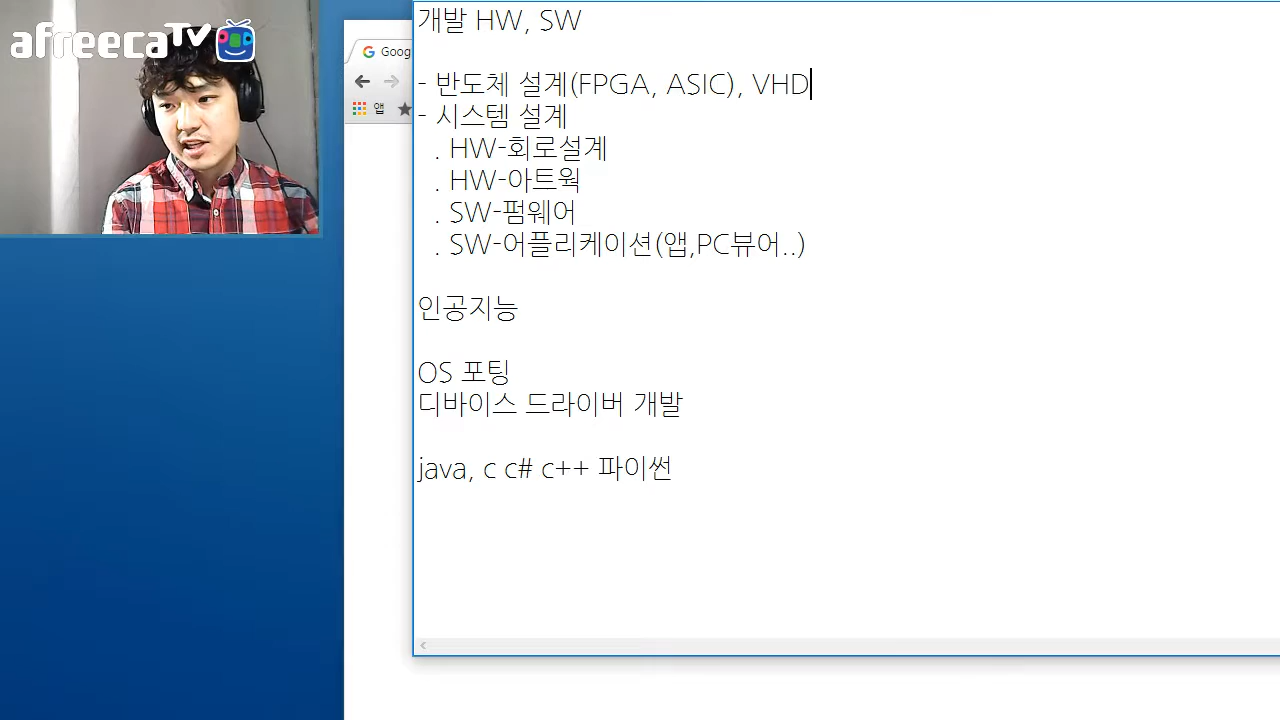 afreecaTV
Goog
앱
개발 HW, SW
- 반도체 설계(FPGA, ASIC), VHD
- 시스템 설계
. HW-회로설계
. HW-아트웍
. SW-펌웨어
. SW-어플리케이션(앱,PC뷰어..)
인공지능
OS 포팅
디바이스 드라이버 개발
java, c c# c++ 파이썬